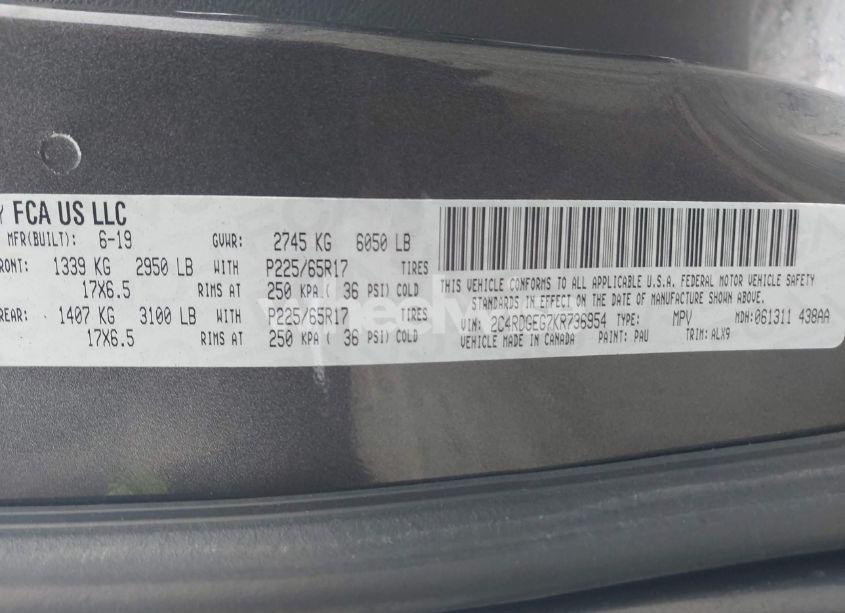 Y FCA US LLC
MFR(BUILT): 6-19 GVWR: 2745 KG 6050 LB
RONT: 1339 KG 2950 LB WITH P225/65R17 TIRES
17X6.5 RIMS AT 250 KPA ( 36 PSI) COLD
REAR: 1407 KG 3100 LB WITH P225/65R17 TIRES
17X6.5 RIMS AT 250 KPA ( 36 PSI) COLD
THIS VEHICLE CONFORMS TO ALL APPLICABLE U.S.A. FEDERAL MOTOR VEHICLE SAFETY
STANDARDS IN EFFECT ON THE DATE OF MANUFACTURE SHOWN ABOVE.
VIN: 2C4RDGEG7KR736954 TYPE: MPV MDH:061311 438AA
VEHICLE MADE IN CANADA PAINT: PAU TRIM: ALX9